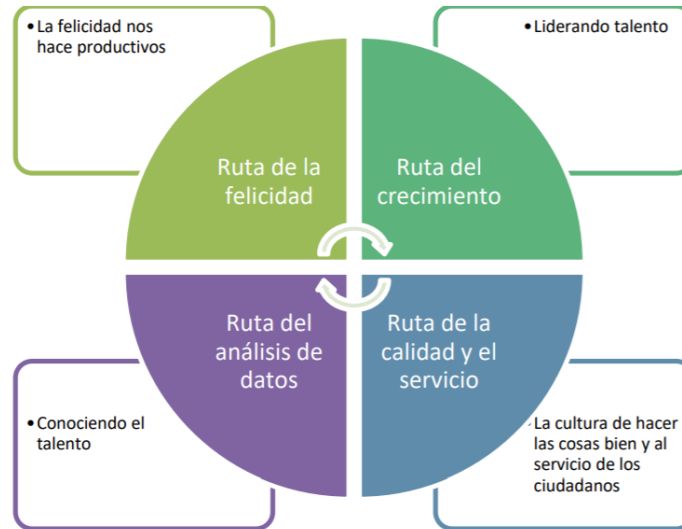 • La felicidad nos
hace productivos
• Liderando talento
Ruta de la
felicidad
Ruta del
crecimiento
Ruta del
análisis de
datos
Ruta de la
calidad y el
servicio
• Conociendo el
talento
• La cultura de hacer
las cosas bien y al
servicio de los
ciudadanos